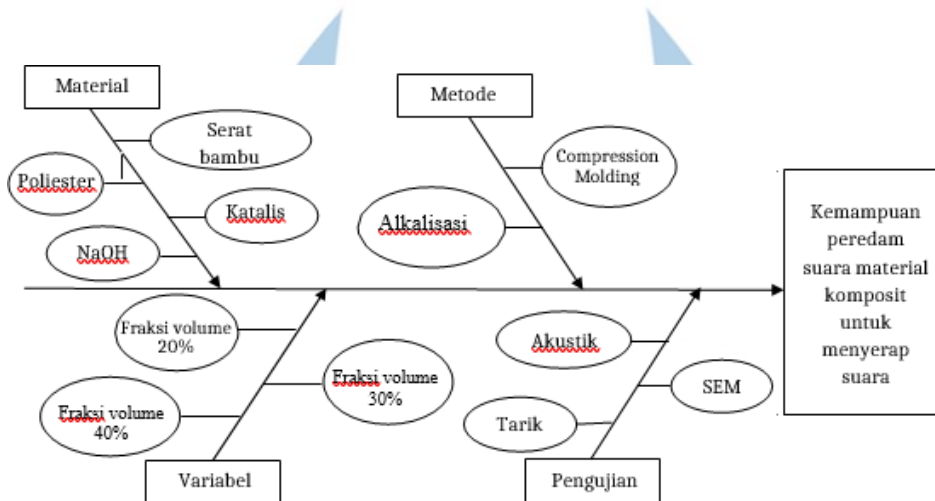 Material
Metode
Serat
bambu
Poliester
Katalis
NaOH
Compression
Molding
Alkalisasi
Kemampuan
peredam
suara material
komposit
untuk
menyerap
suara
Fraksi volume
20%
Fraksi volume
30%
Fraksi volume
40%
Akustik
SEM
Tarik
Variabel
Pengujian